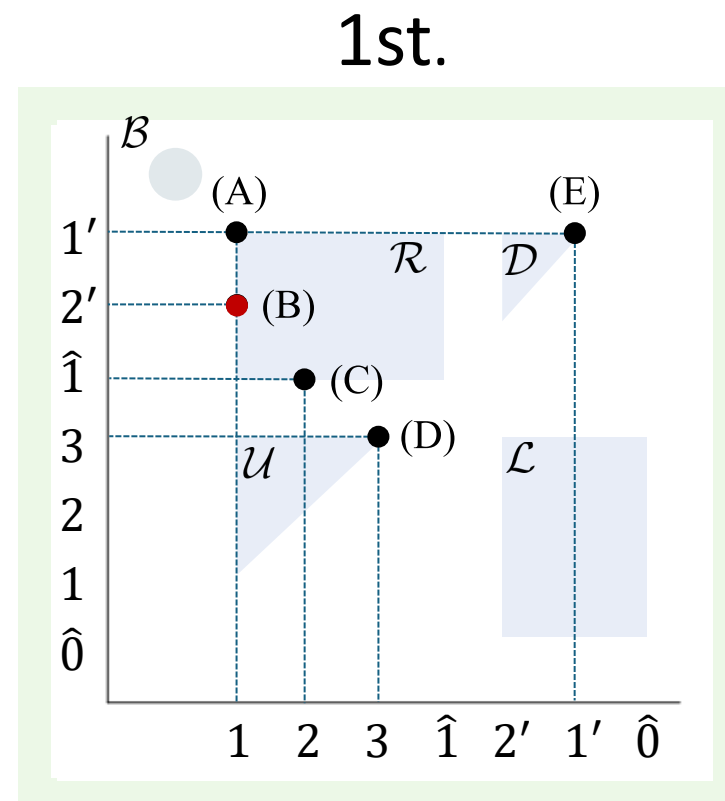 1st.
ℬ
(A) (E)
1′ ℛ 𝒟
2′ (B)
1̂ (C)
3 (D)
𝒰 ℒ
2
1
0̂
1 2 3 1̂ 2′ 1′ 0̂